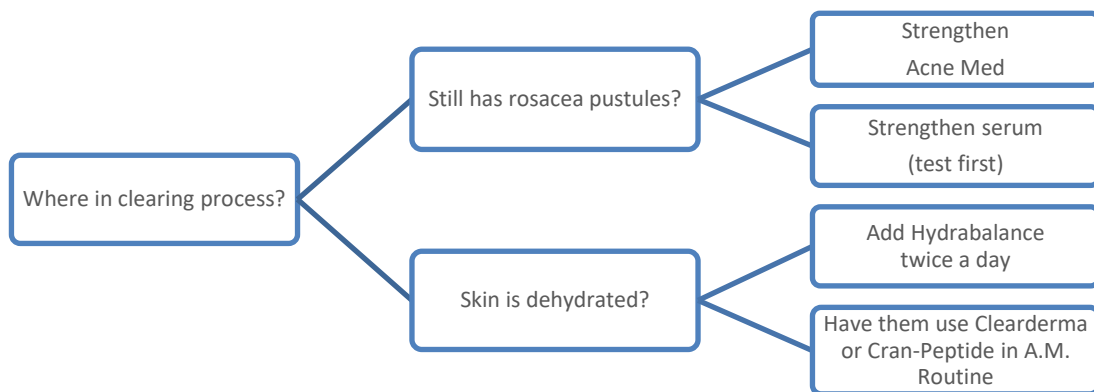 Where in clearing process?
Still has rosacea pustules?
Strengthen
Acne Med
Strengthen serum
(test first)
Skin is dehydrated?
Add Hydrabalance
twice a day
Have them use Clearderma
or Cran-Peptide in A.M.
Routine